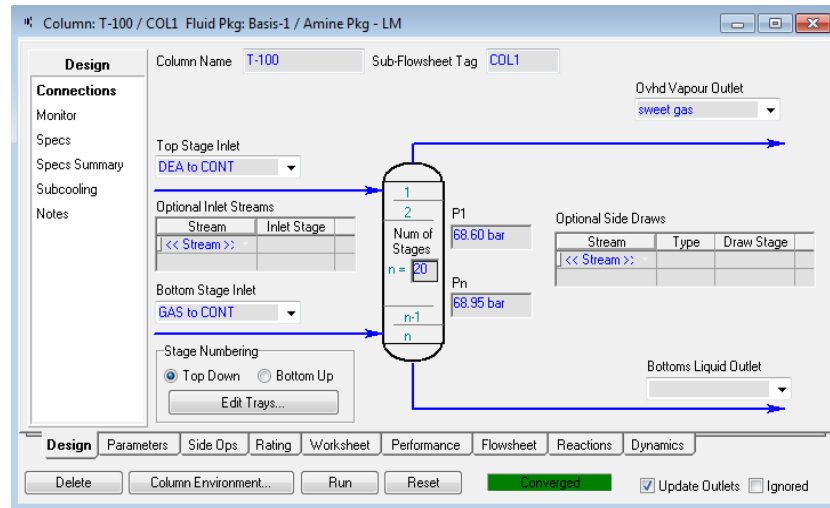 Column: T-100 / COL1 Fluid Pkg: Basis-1 / Amine Pkg - LM
Design
Connections
Monitor
Specs
Specs Summary
Subcooling
Notes
Column Name T-100 Sub-Flowsheet Tag COL1
Ovhd Vapour Outlet
sweet gas
Top Stage Inlet
DEA to CONT
Optional Inlet Streams
Stream Inlet Stage
<< Stream >>
Bottom Stage Inlet
GAS to CONT
Stage Numbering
Top Down Bottom Up
Edit Trays...
1
2
Num of
Stages
n = 20
n-1
n
P1
68.60 bar
Pn
68.95 bar
Optional Side Draws
Stream Type Draw Stage
<< Stream >>
Bottoms Liquid Outlet
Design Parameters Side Ops Rating Worksheet Performance Flowsheet Reactions Dynamics
Delete Column Environment... Run Reset Converged Update Outlets Ignored